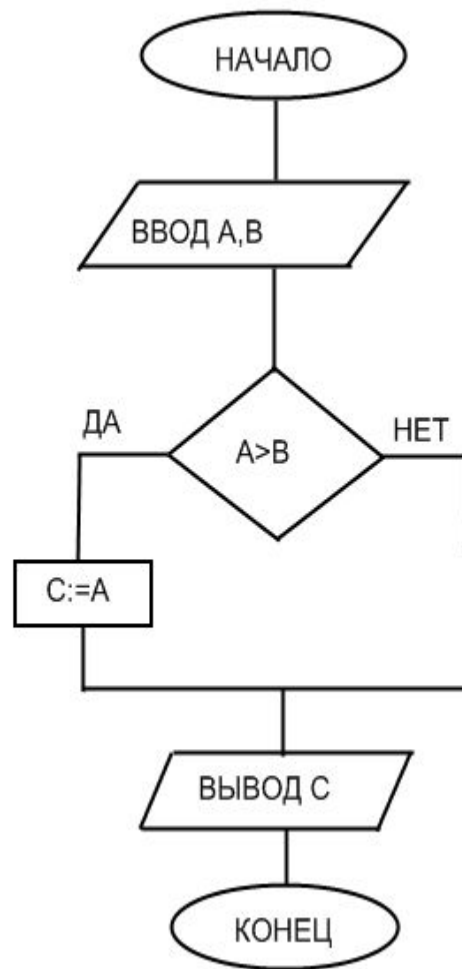 НАЧАЛО
ВВОД А,В
ДА
А>В
НЕТ
С:=А
ВЫВОД С
КОНЕЦ